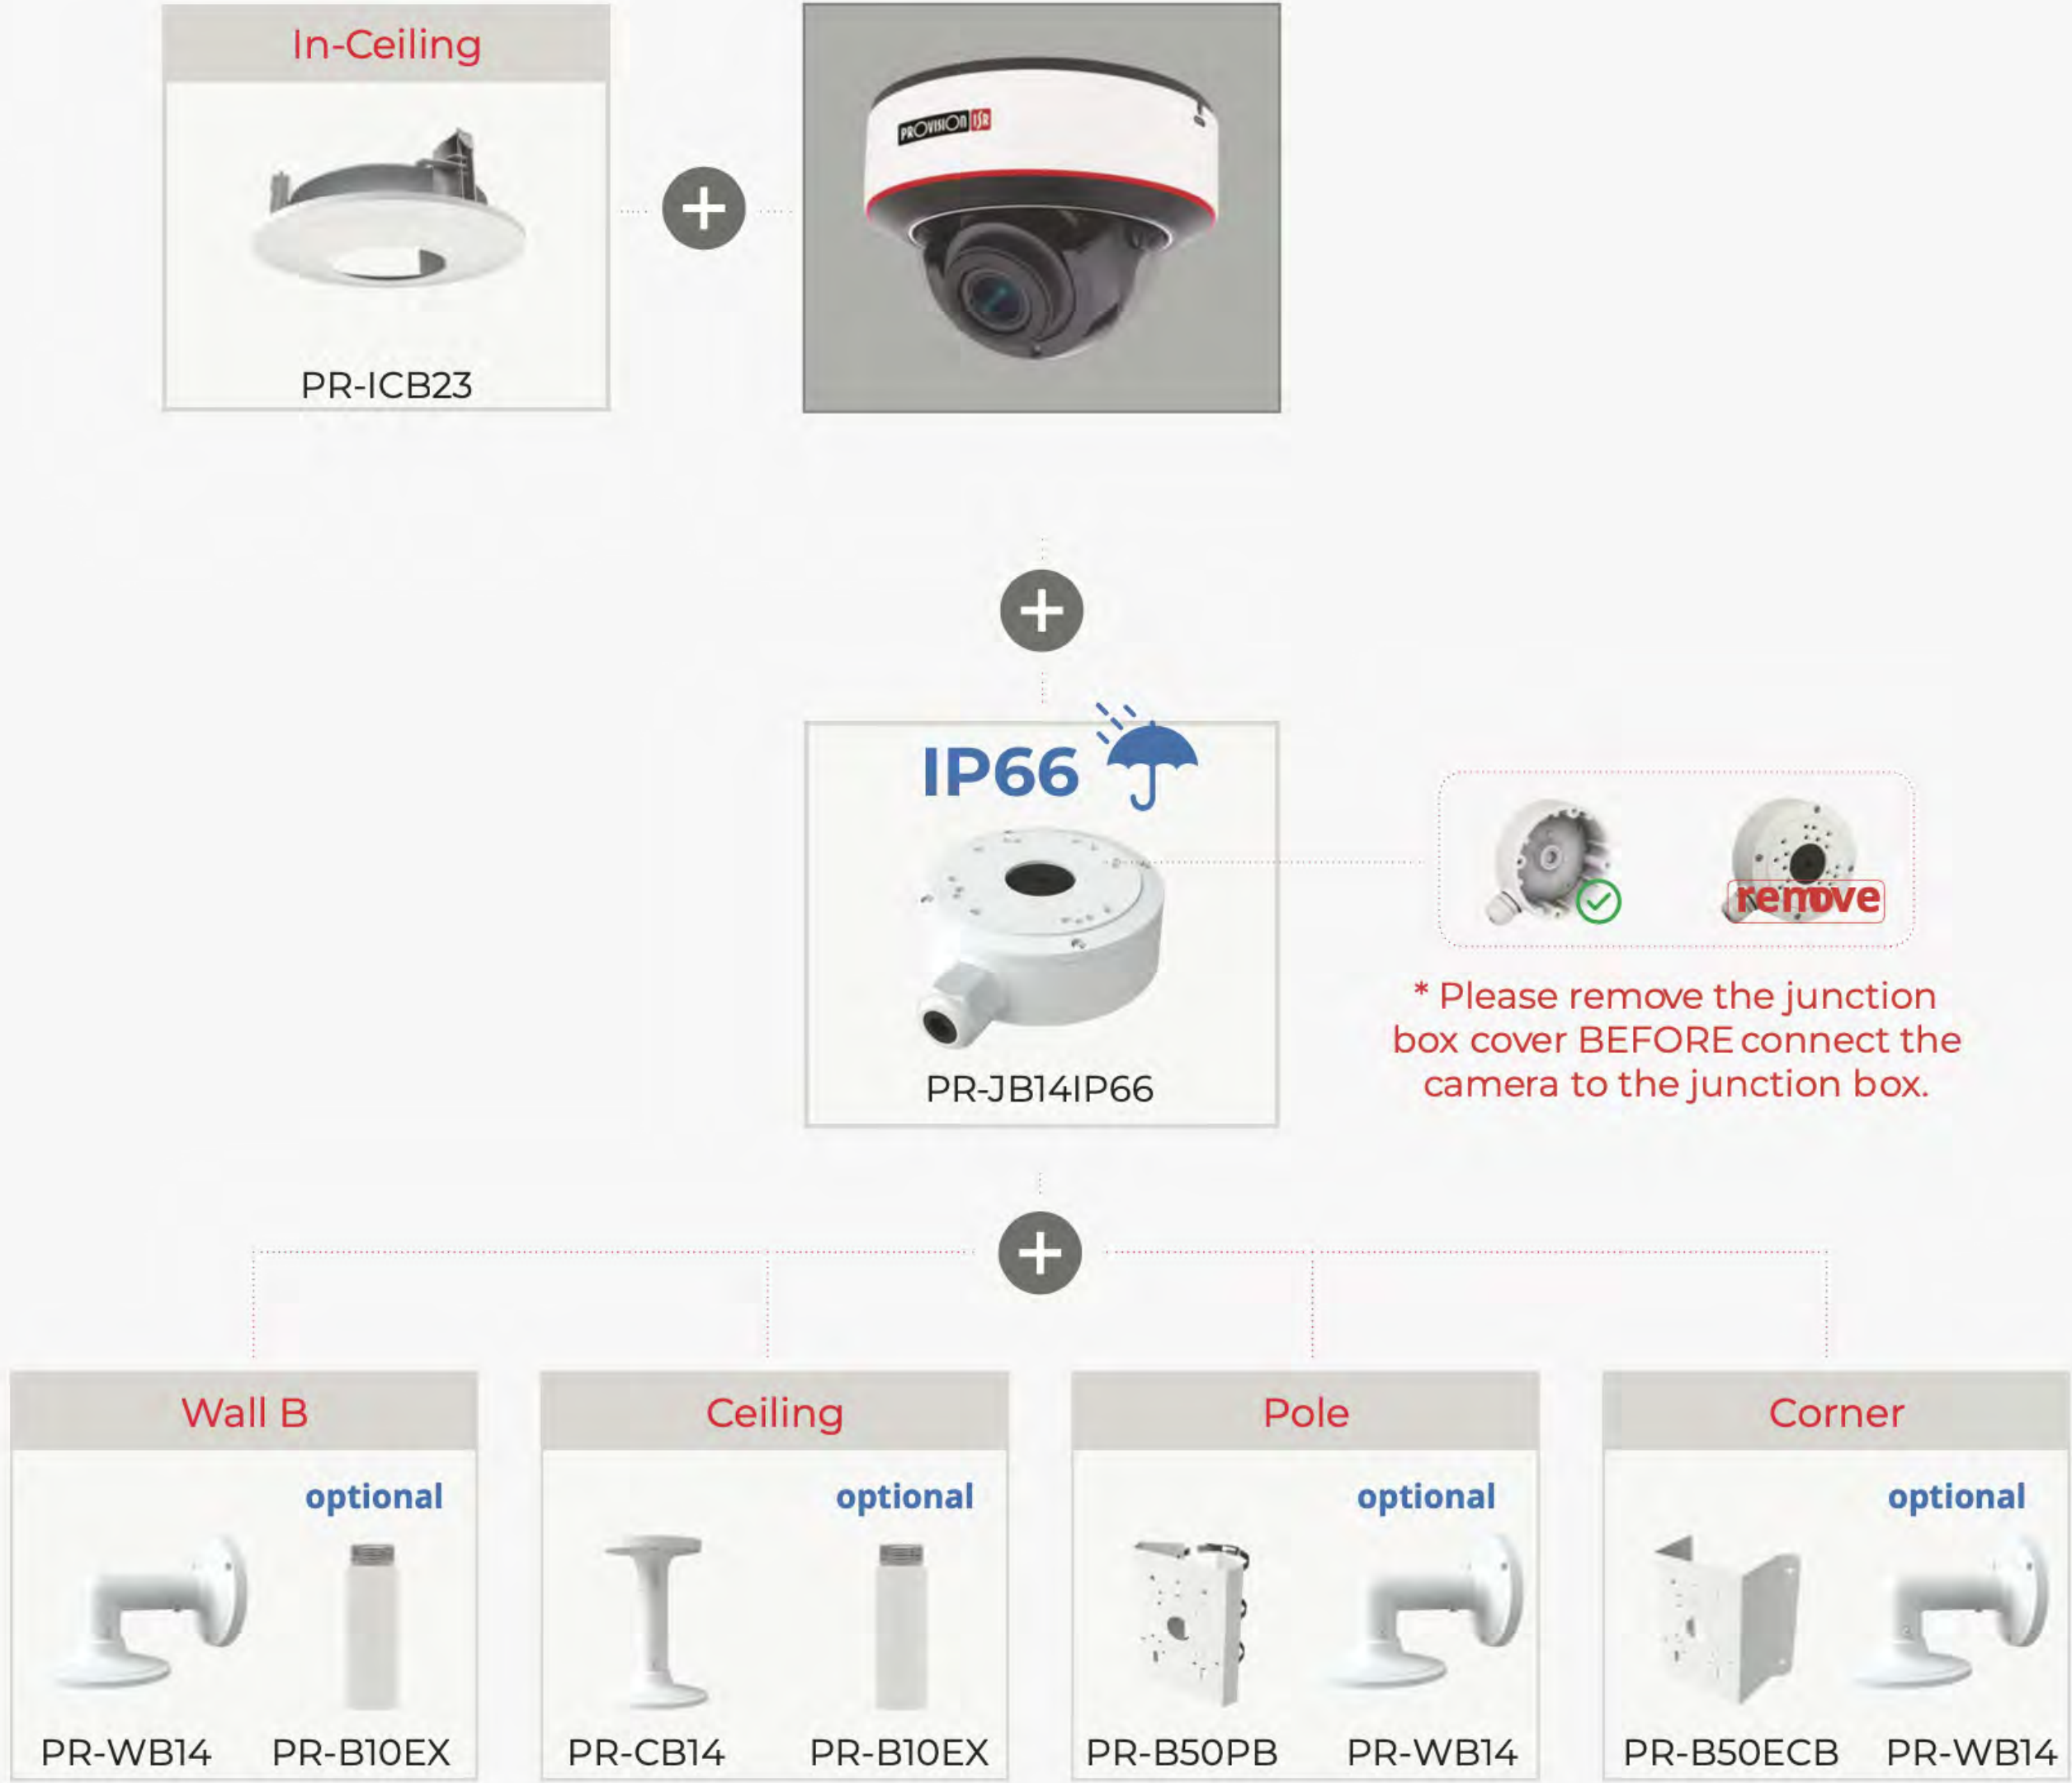 In-Ceiling
PROVISION ISR
PR-ICB23
IP66
remove
* Please remove the junction
box cover BEFORE connect the
camera to the junction box.
PR-JB14IP66
Wall B
Ceiling
Pole
Corner
optional
optional
optional
optional
PR-WB14
PR-B10EX
PR-CB14
PR-B10EX
PR-B50PB
PR-WB14
PR-B50ECB
PR-WB14